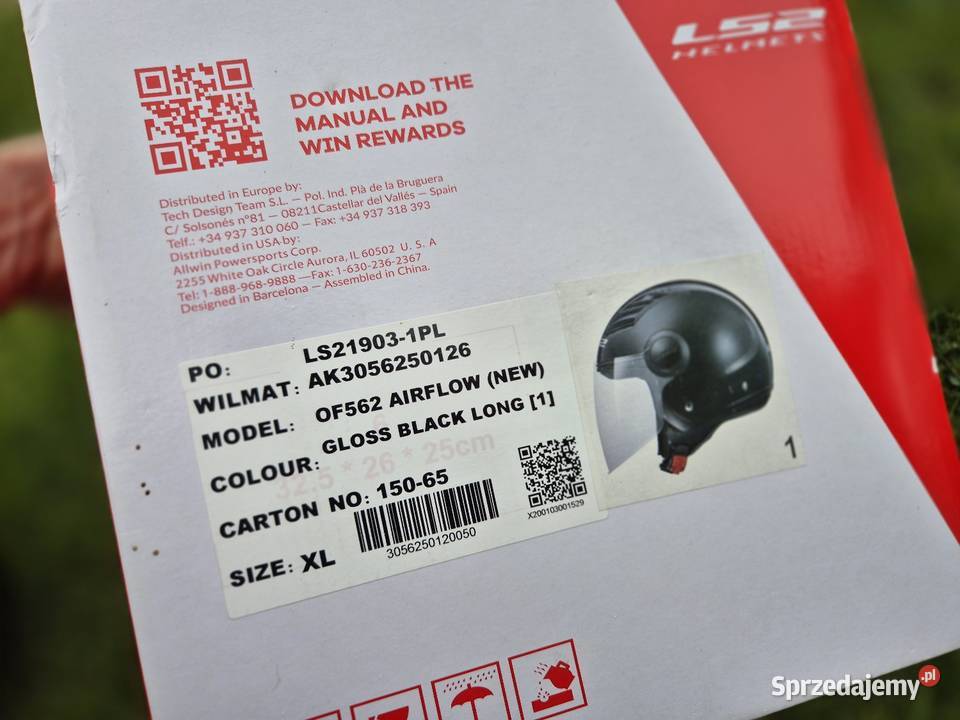 LS2
HELMETS
DOWNLOAD THE
MANUAL AND
WIN REWARDS
Distributed in Europe by:
Tech Design Team S.L. — Pol. Ind. Plà de la Bruguera
C/ Solsonés nº81 — 08211Castellar del Vallés — Spain
Telf.: +34 937 310 060 — Fax: +34 937 318 393
Distributed in USA by:
Allwin Powersports Corp.
2255 White Oak Circle Aurora, IL 60502 U. S. A
Tel: 1-888-968-9888 —Fax: 1-630-236-2367
Designed in Barcelona — Assembled in China.
PO: LS21903-1PL
WILMAT: AK3056250126
MODEL: OF562 AIRFLOW (NEW)
COLOUR: GLOSS BLACK LONG [1]
32,5 * 26 * 25cm
CARTON NO: 150-65
3056250120050
X200103001529
SIZE: XL
1
Sprzedajemy.pl